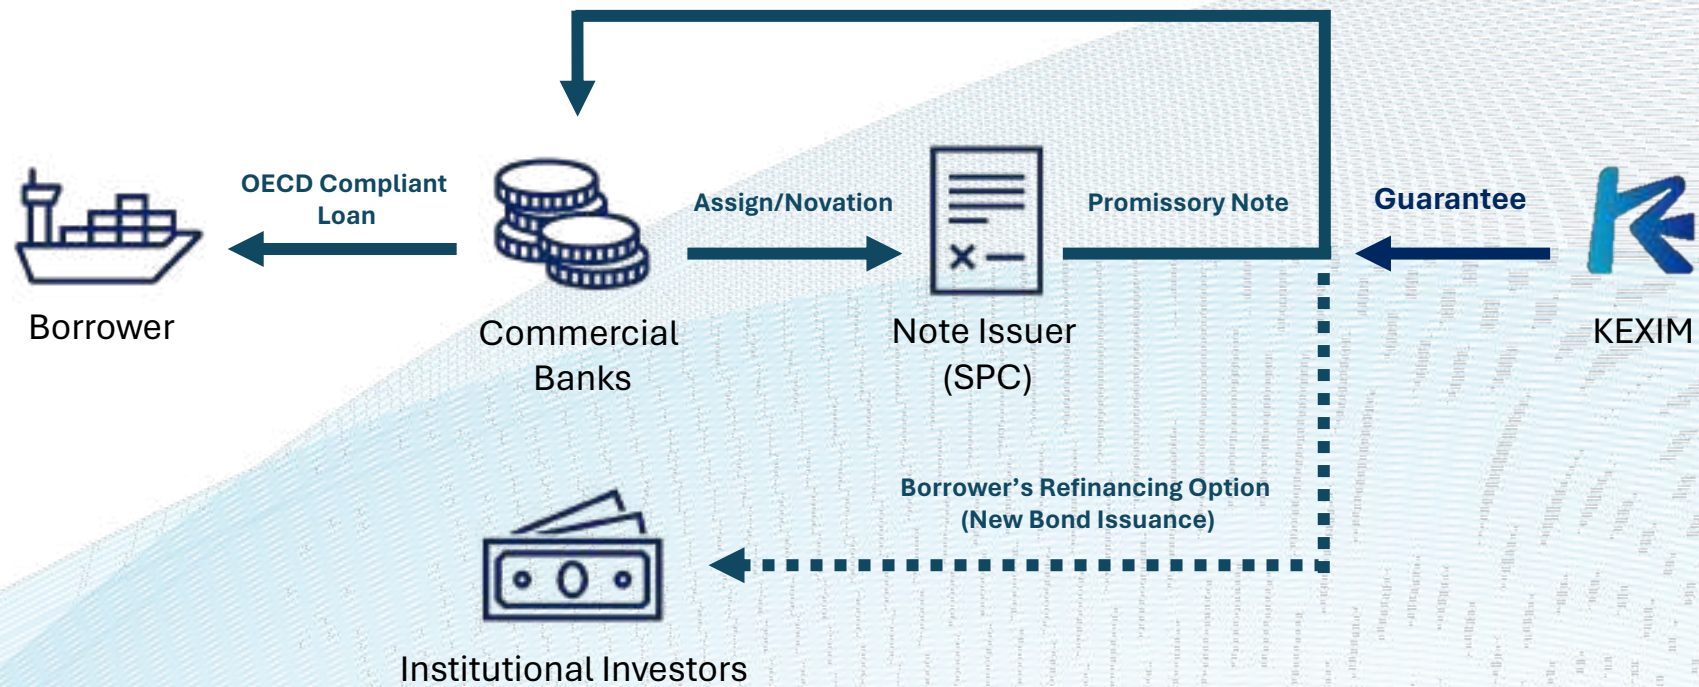 OECD Compliant
Loan
Assign/Novation
Promissory Note
Guarantee
Borrower
Commercial
Banks
Note Issuer
(SPC)
KEXIM
Borrower’s Refinancing Option
(New Bond Issuance)
Institutional Investors